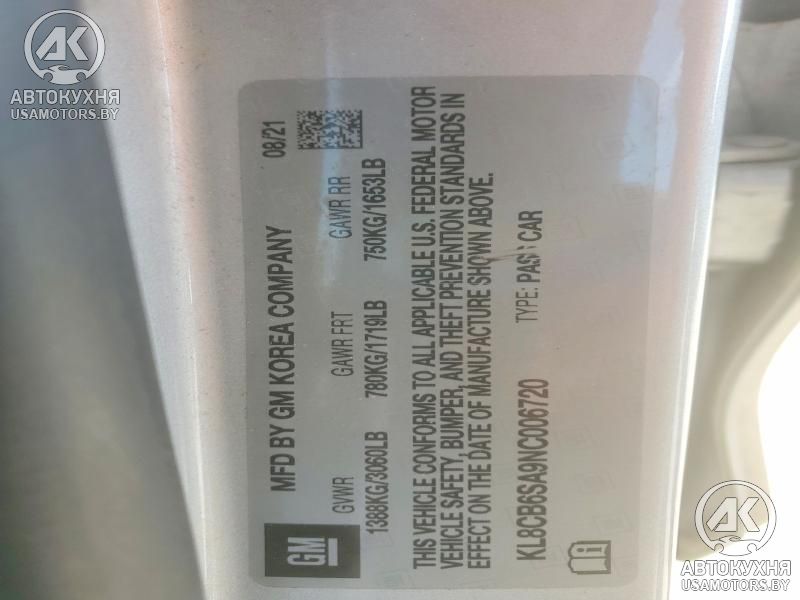 AK
АВТОКУХНЯ
USAMOTORS.BY
GM
MFD BY GM KOREA COMPANY 08/21
GVWR GAWR FRT GAWR RR
1388KG/3060LB 780KG/1719LB 750KG/1653LB
THIS VEHICLE CONFORMS TO ALL APPLICABLE U.S. FEDERAL MOTOR
VEHICLE SAFETY, BUMPER, AND THEFT PREVENTION STANDARDS IN
EFFECT ON THE DATE OF MANUFACTURE SHOWN ABOVE.
KL8CB6SA9NC006720 TYPE: PASS CAR
AK
АВТОКУХНЯ
USAMOTORS.BY